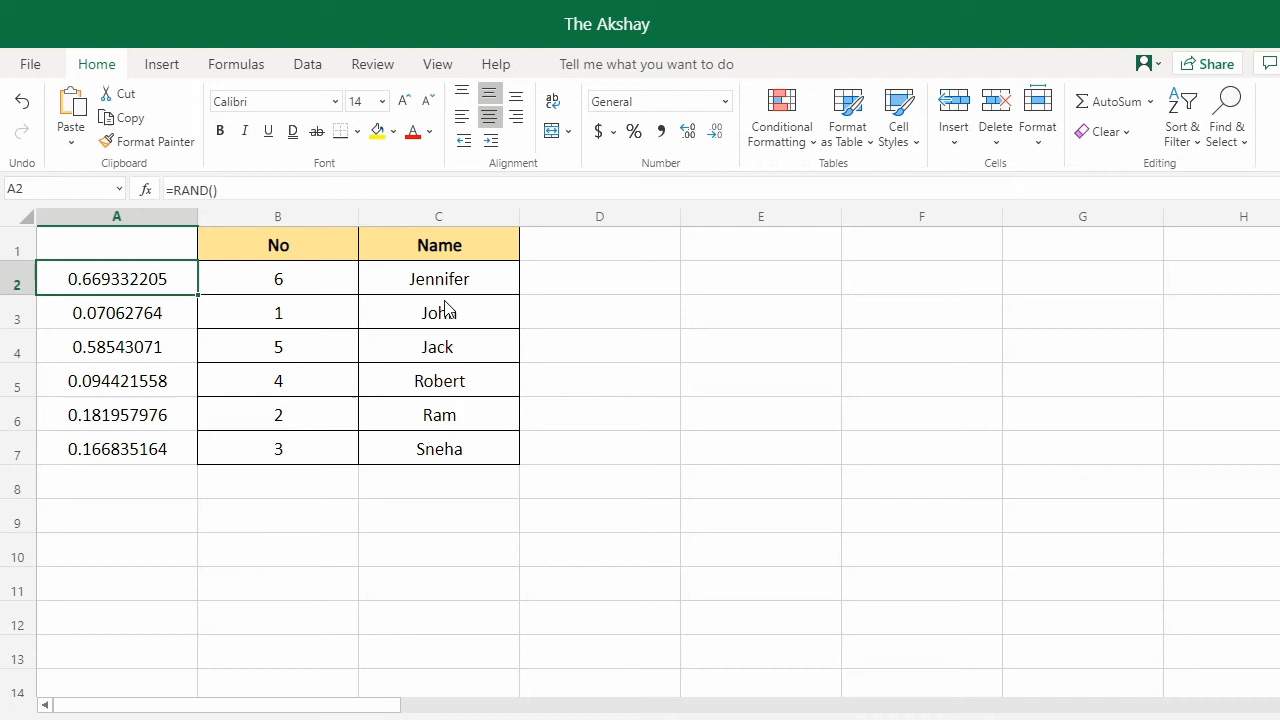 The Akshay
File Home Insert Formulas Data Review View Help Tell me what you want to do Share
Paste Cut Copy Format Painter
Calibri 14
B I U D ab
ab
General
$ % 9
Conditional Formatting
Format as Table
Cell Styles
Insert Delete Format
AutoSum
Clear
Sort & Filter
Find & Select
Undo Clipboard Font Alignment Number Tables Cells Editing
A2 fx =RAND()
A B C D E F G H
1 No Name
2 0.669332205 6 Jennifer
3 0.07062764 1 John
4 0.58543071 5 Jack
5 0.094421558 4 Robert
6 0.181957976 2 Ram
7 0.166835164 3 Sneha
8
9
10
11
12
13
14